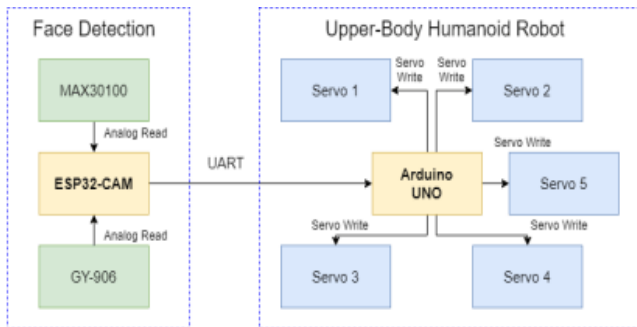 Face Detection
MAX30100
Analog Read
ESP32-CAM
Analog Read
GY-906
UART
Upper-Body Humanoid Robot
Servo 1
Servo
Write
Servo
Write
Servo 2
Arduino
UNO
Servo Write
Servo 5
Servo Write
Servo Write
Servo 3
Servo 4